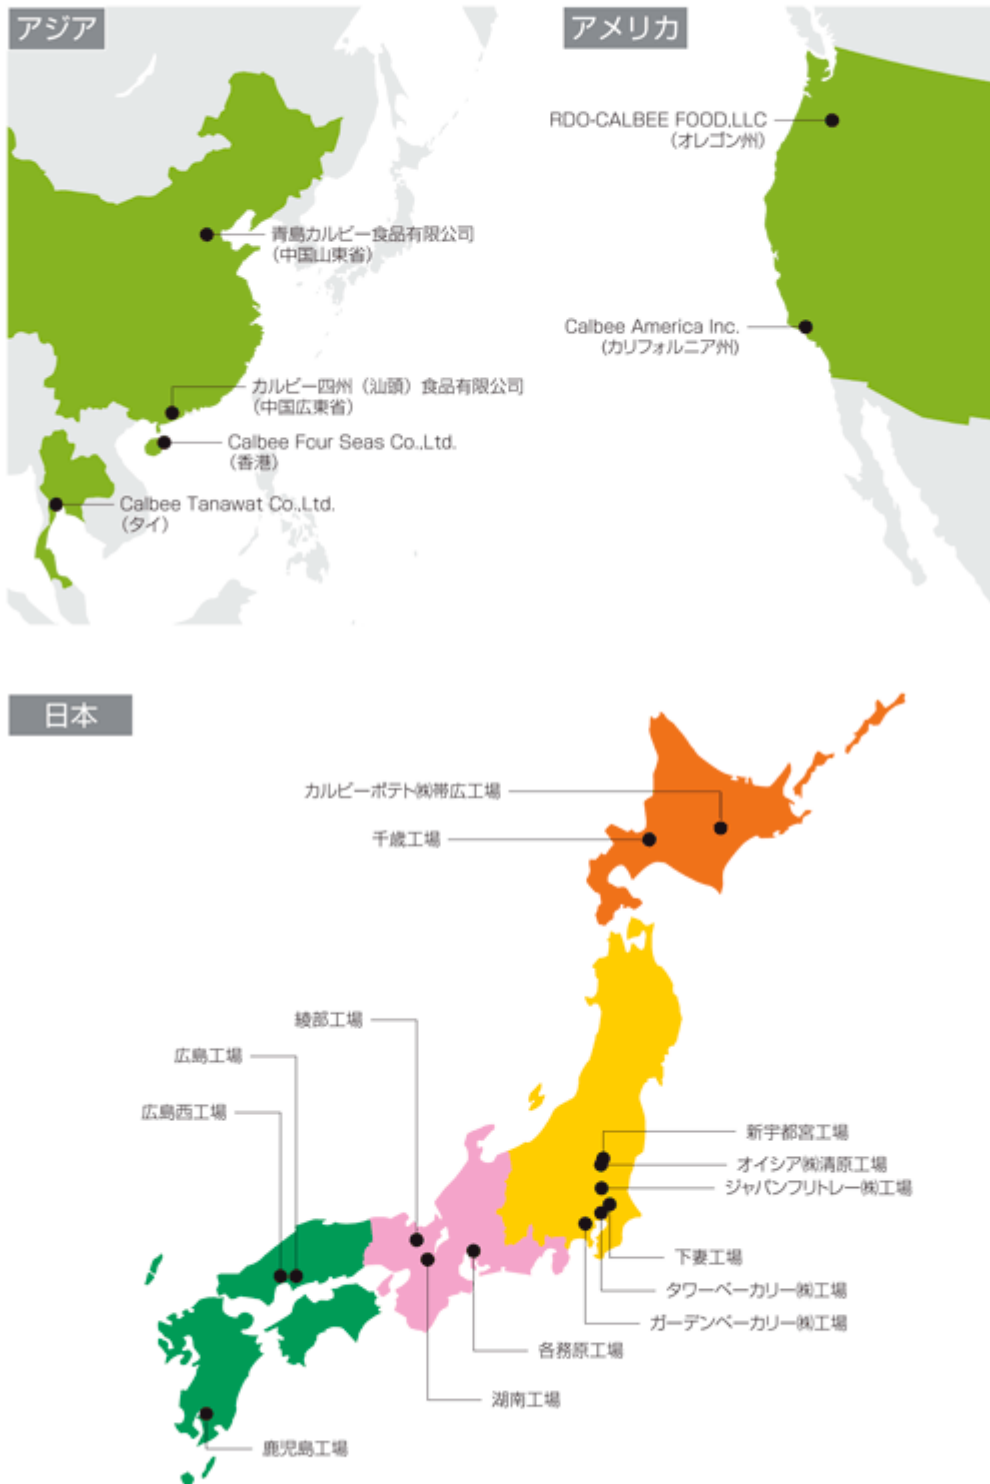 アジア
アメリカ
RDO-CALBEE FOOD,LLC
(オレゴン州)
青島カルビー食品有限公司
(中国山東省)
Calbee America Inc.
(カリフォルニア州)
カルビー四州（汕頭）食品有限公司
(中国広東省)
Calbee Four Seas Co.,Ltd.
(香港)
Calbee Tanawat Co.,Ltd.
(タイ)
日本
カルビーポテト㈱帯広工場
千歳工場
綾部工場
広島工場
広島西工場
新宇都宮工場
オイシア㈱清原工場
ジャパンフリトレー㈱工場
下妻工場
タワーベーカリー㈱工場
ガーデンベーカリー㈱工場
各務原工場
湖南工場
鹿児島工場